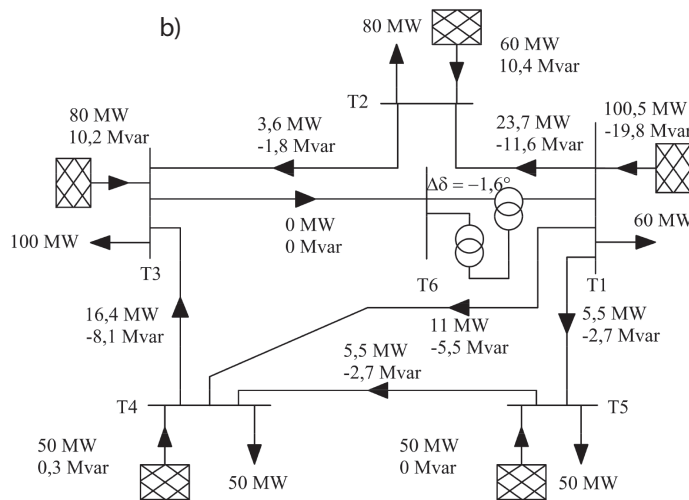 b)
80 MW
60 MW
10,4 Mvar
T2
80 MW
10,2 Mvar
3,6 MW
-1,8 Mvar
23,7 MW
-11,6 Mvar
100,5 MW
-19,8 Mvar
Δδ = −1,6°
0 MW
0 Mvar
100 MW
T3
T6
60 MW
T1
16,4 MW
-8,1 Mvar
11 MW
-5,5 Mvar
5,5 MW
-2,7 Mvar
5,5 MW
-2,7 Mvar
T4
T5
50 MW
0,3 Mvar
50 MW
50 MW
0 Mvar
50 MW